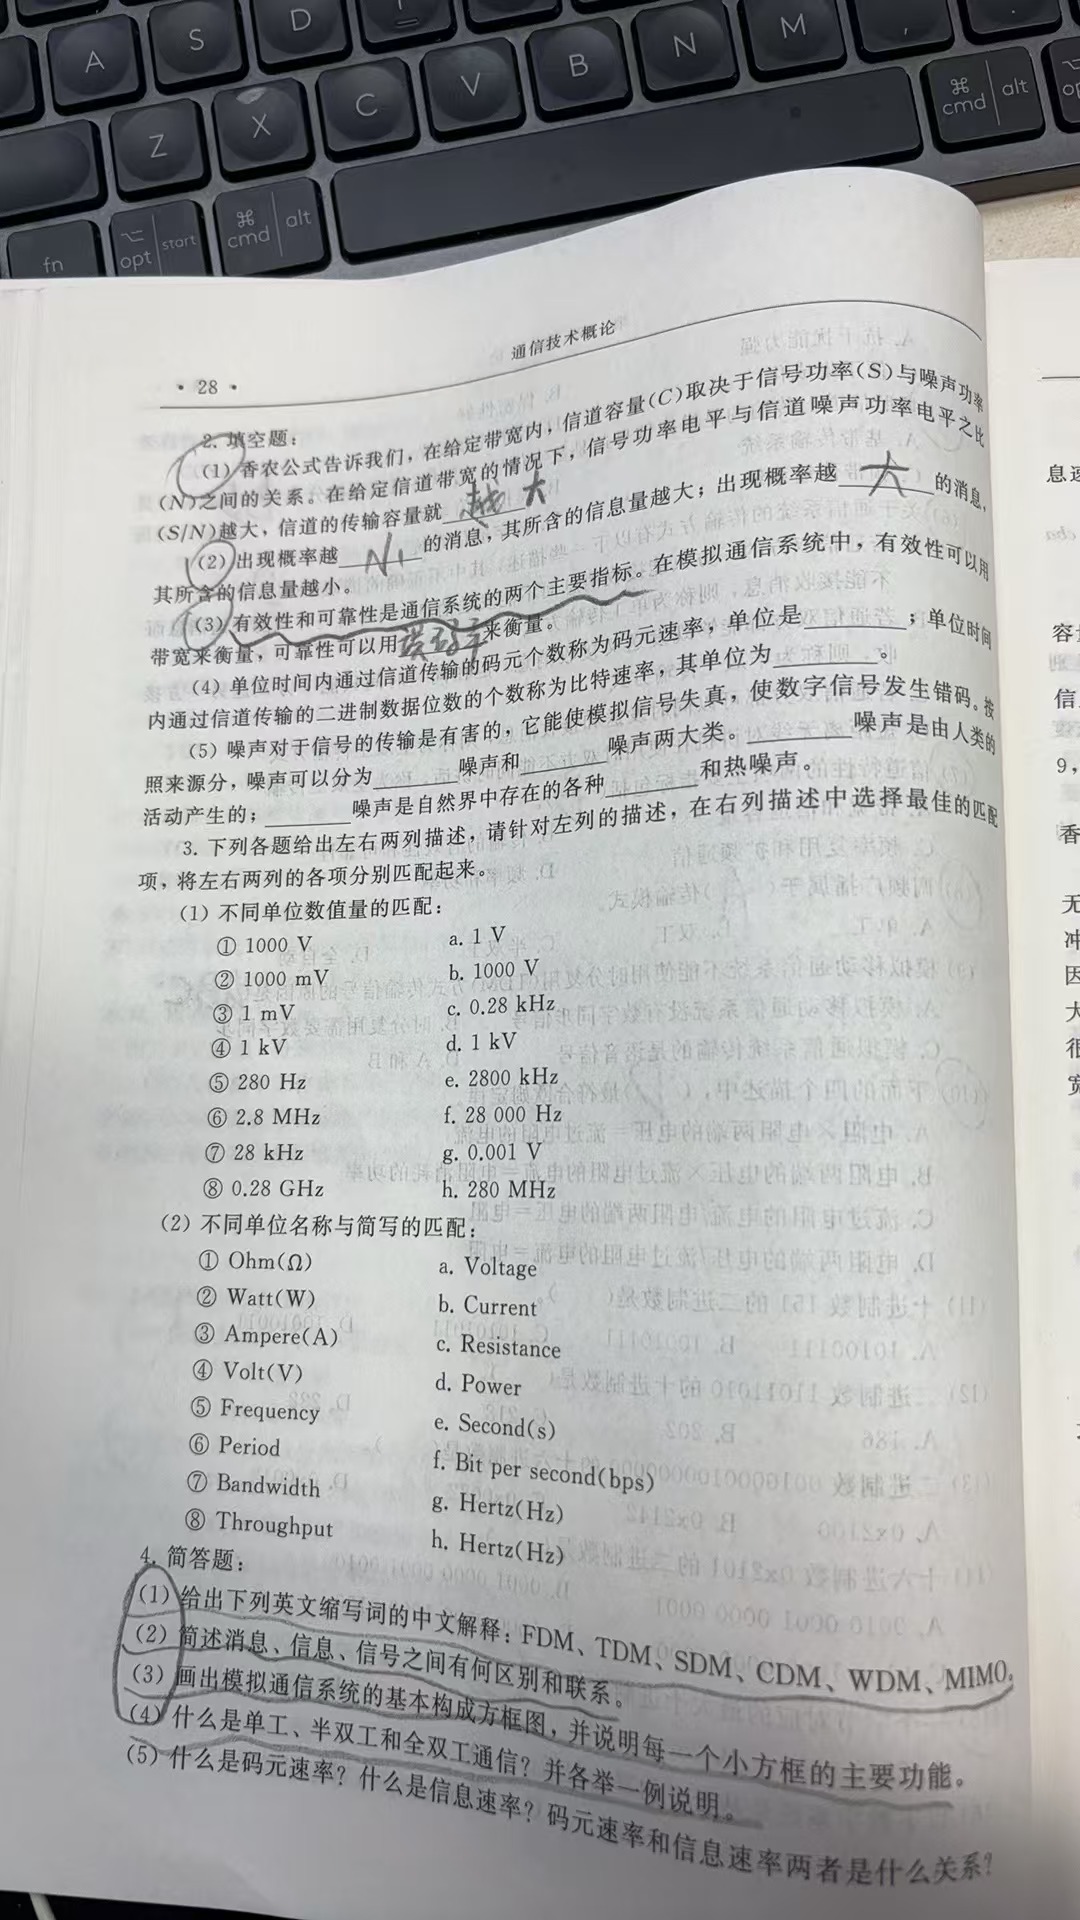 A
S
D
Z
X
C
V
B
N
M
fn
opt
start
cmd
alt
cmd
alt
· 28 ·
通信技术概论
2. 填空题：
(1) 香农公式告诉我们，在给定带宽内，信道容量(C)取决于信号功率(S)与噪声功率
(N)之间的关系。在给定信道带宽的情况下，信号功率电平与信道噪声功率电平之比
(S/N)越大，信道的传输容量就 越大
(2) 出现概率越 小 的消息，其所含的信息量越大；出现概率越 大 的消息，
其所含的信息量越小。
(3) 有效性和可靠性是通信系统的两个主要指标。在模拟通信系统中，有效性可以用
带宽来衡量，可靠性可以用误码率来衡量。
(4) 单位时间内通过信道传输的码元个数称为码元速率，单位是________；单位时间
内通过信道传输的二进制数据位数的个数称为比特速率，其单位为________。
(5) 噪声对于信号的传输是有害的，它能使模拟信号失真，使数字信号发生错码。按
照来源分，噪声可以分为________噪声和________噪声两大类。________噪声是由人类的
活动产生的；________噪声是自然界中存在的各种________和热噪声。
3. 下列各题给出左右两列描述，请针对左列的描述，在右列描述中选择最佳的匹配
项，将左右两列的各项分别匹配起来。
(1) 不同单位数值量的匹配：
① 1000 V a. 1 V
② 1000 mV b. 1000 V
③ 1 mV c. 0.28 kHz
④ 1 kV d. 1 kV
⑤ 280 Hz e. 2800 kHz
⑥ 2.8 MHz f. 28 000 Hz
⑦ 28 kHz g. 0.001 V
⑧ 0.28 GHz h. 280 MHz
(2) 不同单位名称与简写的匹配：
① Ohm(Ω) a. Voltage
② Watt(W) b. Current
③ Ampere(A) c. Resistance
④ Volt(V) d. Power
⑤ Frequency e. Second(s)
⑥ Period f. Bit per second(bps)
⑦ Bandwidth g. Hertz(Hz)
⑧ Throughput h. Hertz(Hz)
4. 简答题：
(1) 给出下列英文缩写词的中文解释：FDM、TDM、SDM、CDM、WDM、MIMO。
(2) 简述消息、信息、信号之间有何区别和联系。
(3) 画出模拟通信系统的基本构成方框图，并说明每一个小方框的主要功能。
(4) 什么是单工、半双工和全双工通信？并各举一例说明。
(5) 什么是码元速率？什么是信息速率？码元速率和信息速率两者是什么关系？